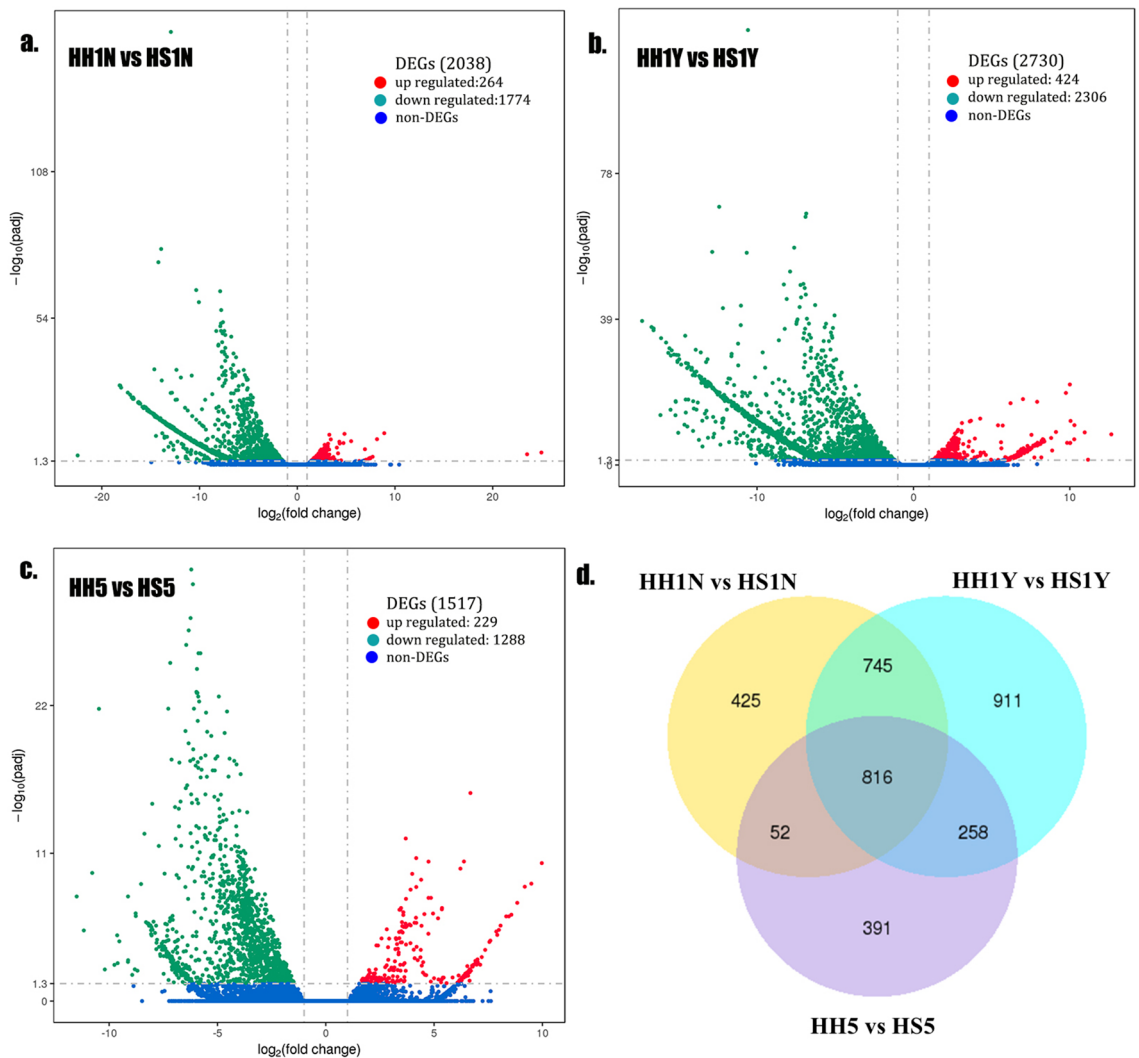 a.
HH1N vs HS1N
DEGs (2038)
up regulated:264
down regulated:1774
non-DEGs
108
54
1.3
−log10(padj)
-20
-10
0
10
20
log2(fold change)
b.
HH1Y vs HS1Y
DEGs (2730)
up regulated: 424
down regulated: 2306
non-DEGs
78
39
1.3
0
−log10(padj)
-10
0
10
log2(fold change)
c.
HH5 vs HS5
DEGs (1517)
up regulated: 229
down regulated: 1288
non-DEGs
22
11
1.3
0
−log10(padj)
-10
-5
0
5
10
log2(fold change)
d.
HH1N vs HS1N
HH1Y vs HS1Y
745
425
911
816
52
258
391
HH5 vs HS5